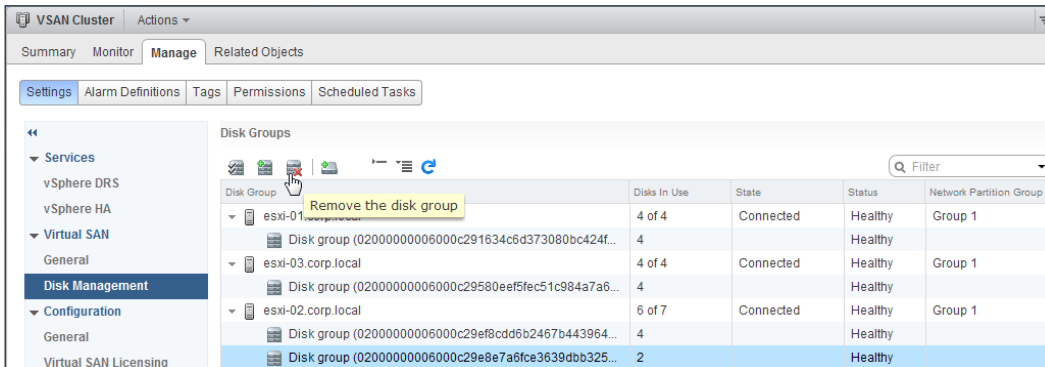 VSAN Cluster Actions
Summary Monitor Manage Related Objects
Settings Alarm Definitions Tags Permissions Scheduled Tasks
Disk Groups
Services
vSphere DRS
vSphere HA
Virtual SAN
General
Disk Management
Configuration
General
Virtual SAN Licensing
Filter
Disk Group Disks In Use State Status Network Partition Group
Remove the disk group
esxi-01.corp.local 4 of 4 Connected Healthy Group 1
Disk group (02000000006000c291634c6d373080bc424f... 4 Healthy
esxi-03.corp.local 4 of 4 Connected Healthy Group 1
Disk group (02000000006000c29580eef5fec51c984a7a6... 4 Healthy
esxi-02.corp.local 6 of 7 Connected Healthy Group 1
Disk group (02000000006000c29ef8cdd6b2467b443964... 4 Healthy
Disk group (02000000006000c29e8e7a6fce3639dbb325... 2 Healthy